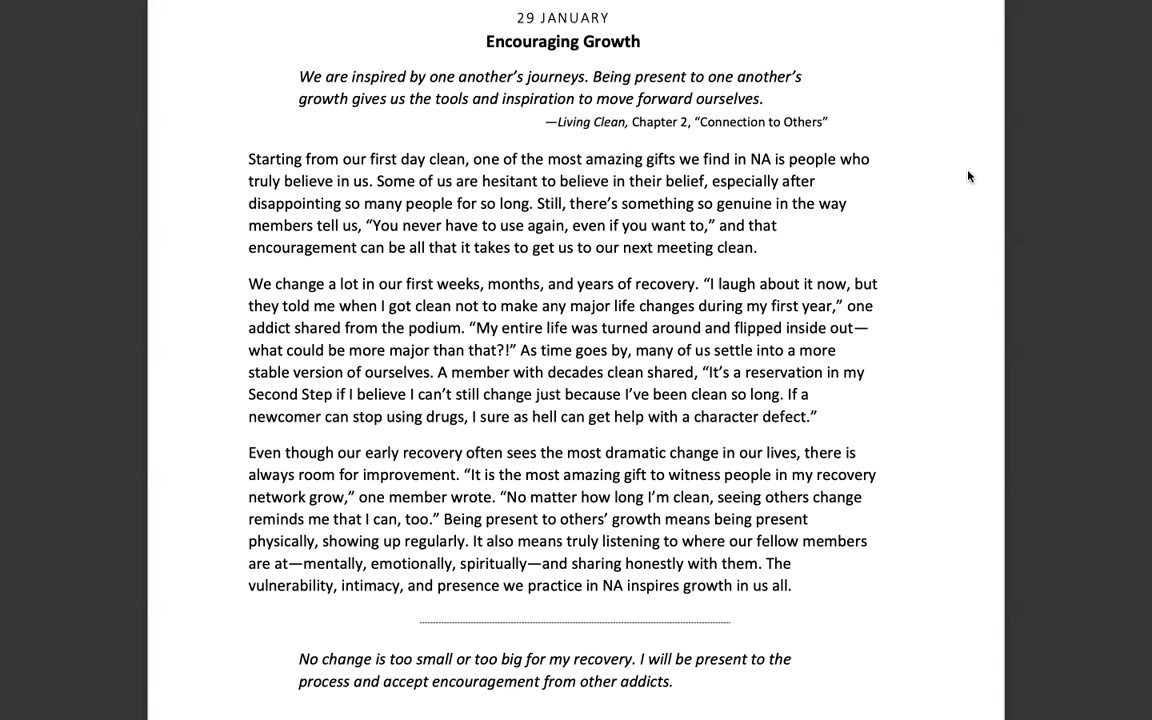 29 JANUARY
Encouraging Growth
We are inspired by one another’s journeys. Being present to one another’s
growth gives us the tools and inspiration to move forward ourselves.
—Living Clean, Chapter 2, “Connection to Others”
Starting from our first day clean, one of the most amazing gifts we find in NA is people who
truly believe in us. Some of us are hesitant to believe in their belief, especially after
disappointing so many people for so long. Still, there’s something so genuine in the way
members tell us, “You never have to use again, even if you want to,” and that
encouragement can be all that it takes to get us to our next meeting clean.
We change a lot in our first weeks, months, and years of recovery. “I laugh about it now, but
they told me when I got clean not to make any major life changes during my first year,” one
addict shared from the podium. “My entire life was turned around and flipped inside out—
what could be more major than that?!” As time goes by, many of us settle into a more
stable version of ourselves. A member with decades clean shared, “It’s a reservation in my
Second Step if I believe I can’t still change just because I’ve been clean so long. If a
newcomer can stop using drugs, I sure as hell can get help with a character defect.”
Even though our early recovery often sees the most dramatic change in our lives, there is
always room for improvement. “It is the most amazing gift to witness people in my recovery
network grow,” one member wrote. “No matter how long I’m clean, seeing others change
reminds me that I can, too.” Being present to others’ growth means being present
physically, showing up regularly. It also means truly listening to where our fellow members
are at—mentally, emotionally, spiritually—and sharing honestly with them. The
vulnerability, intimacy, and presence we practice in NA inspires growth in us all.
No change is too small or too big for my recovery. I will be present to the
process and accept encouragement from other addicts.